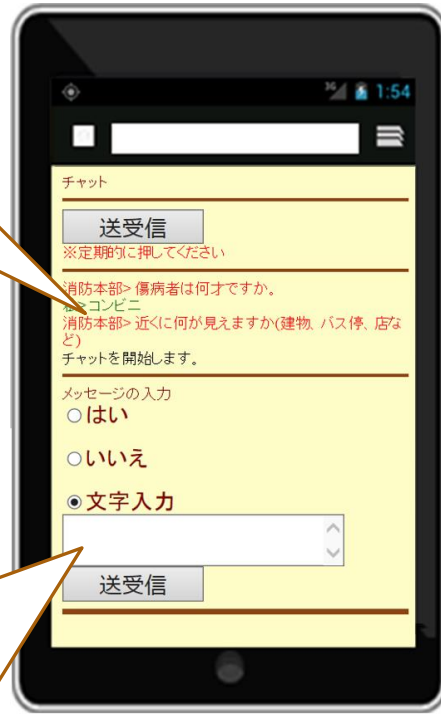 3G 1:54
チャット
送受信
※定期的に押してください
消防本部> 傷病者は何才ですか。
>コンビニ
消防本部> 近くに何が見えますか(建物、バス停、店な
ど)
チャットを開始します。
メッセージの入力
はい
いいえ
文字入力
送受信